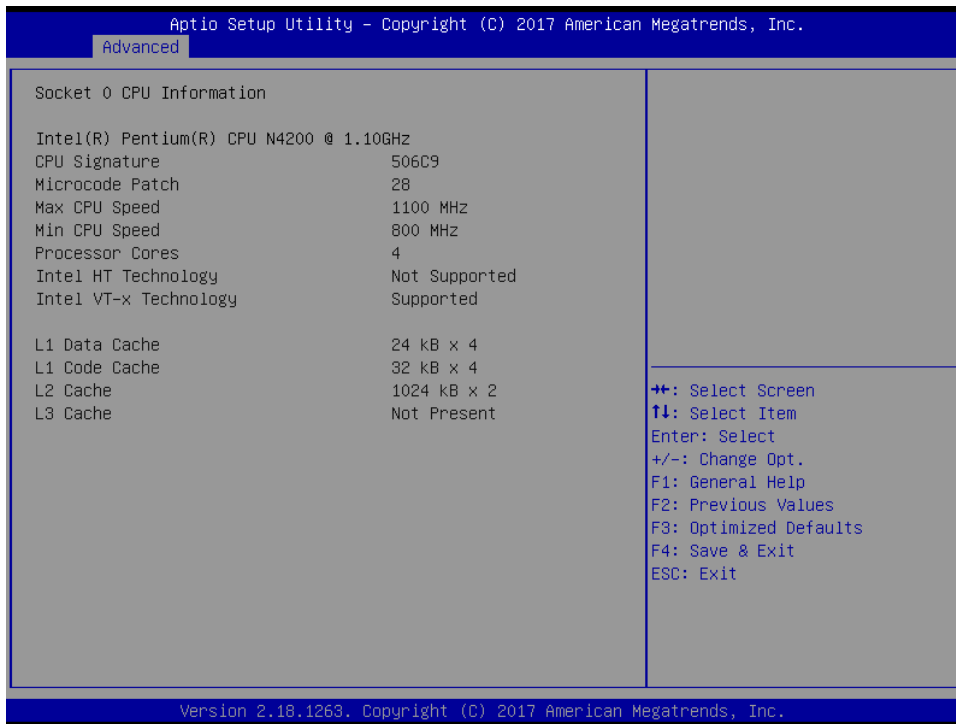 Aptio Setup Utility – Copyright (C) 2017 American Megatrends, Inc.
Advanced
Socket 0 CPU Information
Intel(R) Pentium(R) CPU N4200 @ 1.10GHz
CPU Signature 506C9
Microcode Patch 28
Max CPU Speed 1100 MHz
Min CPU Speed 800 MHz
Processor Cores 4
Intel HT Technology Not Supported
Intel VT-x Technology Supported
L1 Data Cache 24 kB x 4
L1 Code Cache 32 kB x 4
L2 Cache 1024 kB x 2
L3 Cache Not Present
→←: Select Screen
↑↓: Select Item
Enter: Select
+/-: Change Opt.
F1: General Help
F2: Previous Values
F3: Optimized Defaults
F4: Save & Exit
ESC: Exit
Version 2.18.1263. Copyright (C) 2017 American Megatrends, Inc.